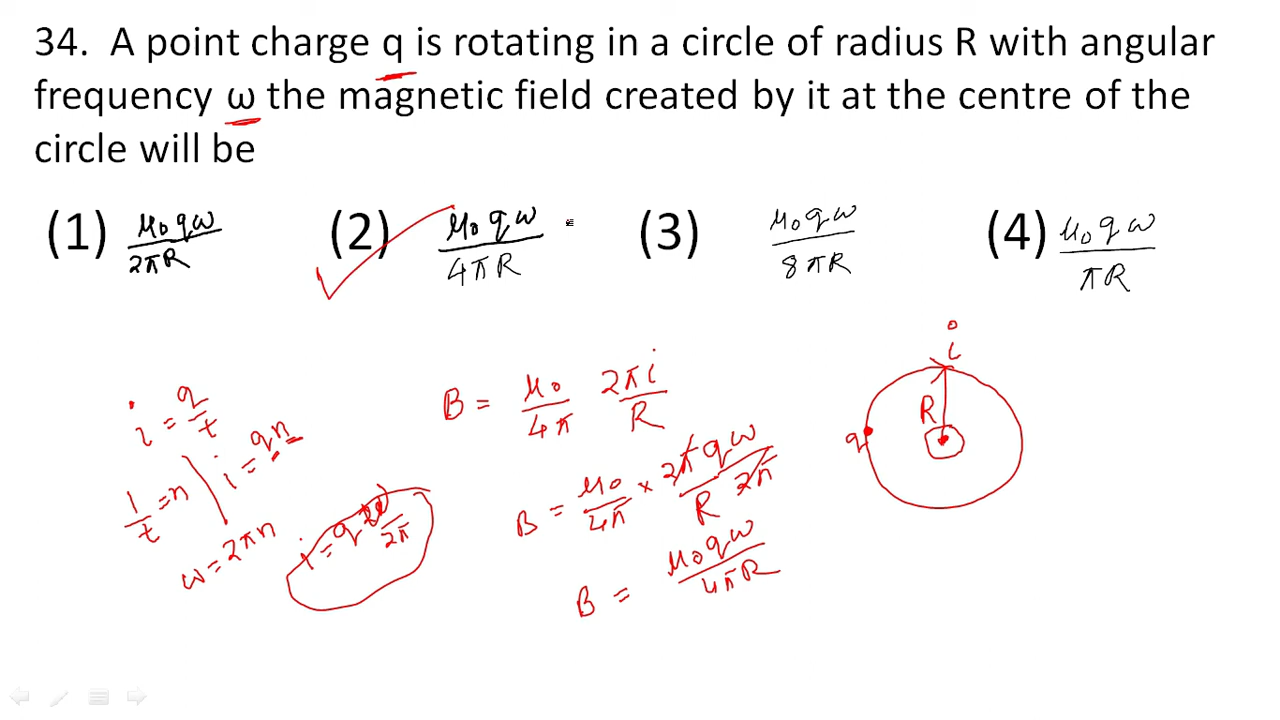 34. A point charge q is rotating in a circle of radius R with angular
frequency ω the magnetic field created by it at the centre of the
circle will be
(1) μ₀qω/2πR (2) μ₀qω/4πR (3) μ₀qω/8πR (4) μ₀qω/πR
i = q/t
1/t = n
i = qn
ω = 2πn
i = qω/2π
B = μ₀/4π 2πi/R
B = μ₀/4π × 2πqω/R2π
B = μ₀qω/4πR
i
R
q